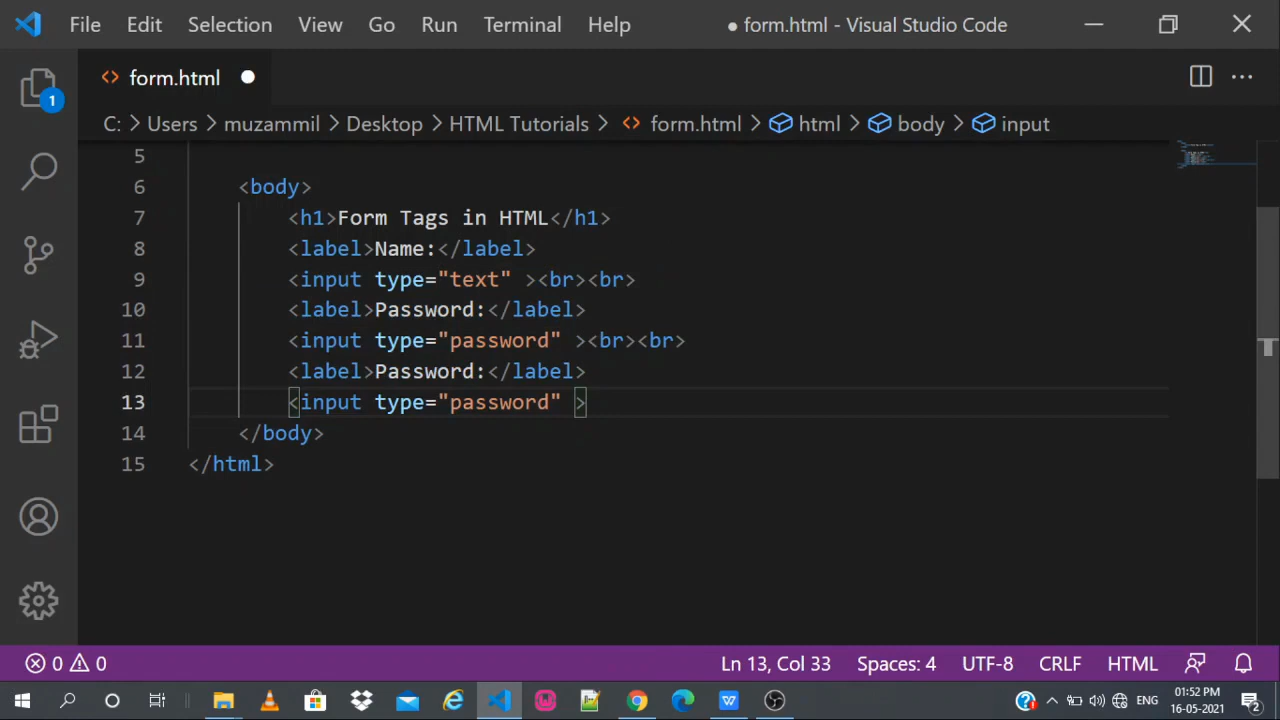 File Edit Selection View Go Run Terminal Help ● form.html - Visual Studio Code
form.html
1
C: > Users > muzammil > Desktop > HTML Tutorials > form.html > html > body > input
5
6 <body>
7 <h1>Form Tags in HTML</h1>
8 <label>Name:</label>
9 <input type="text" ><br><br>
10 <label>Password:</label>
11 <input type="password" ><br><br>
12 <label>Password:</label>
13 <input type="password" >
14 </body>
15 </html>
0 0 Ln 13, Col 33 Spaces: 4 UTF-8 CRLF HTML
ENG 01:52 PM
16-05-2021 2